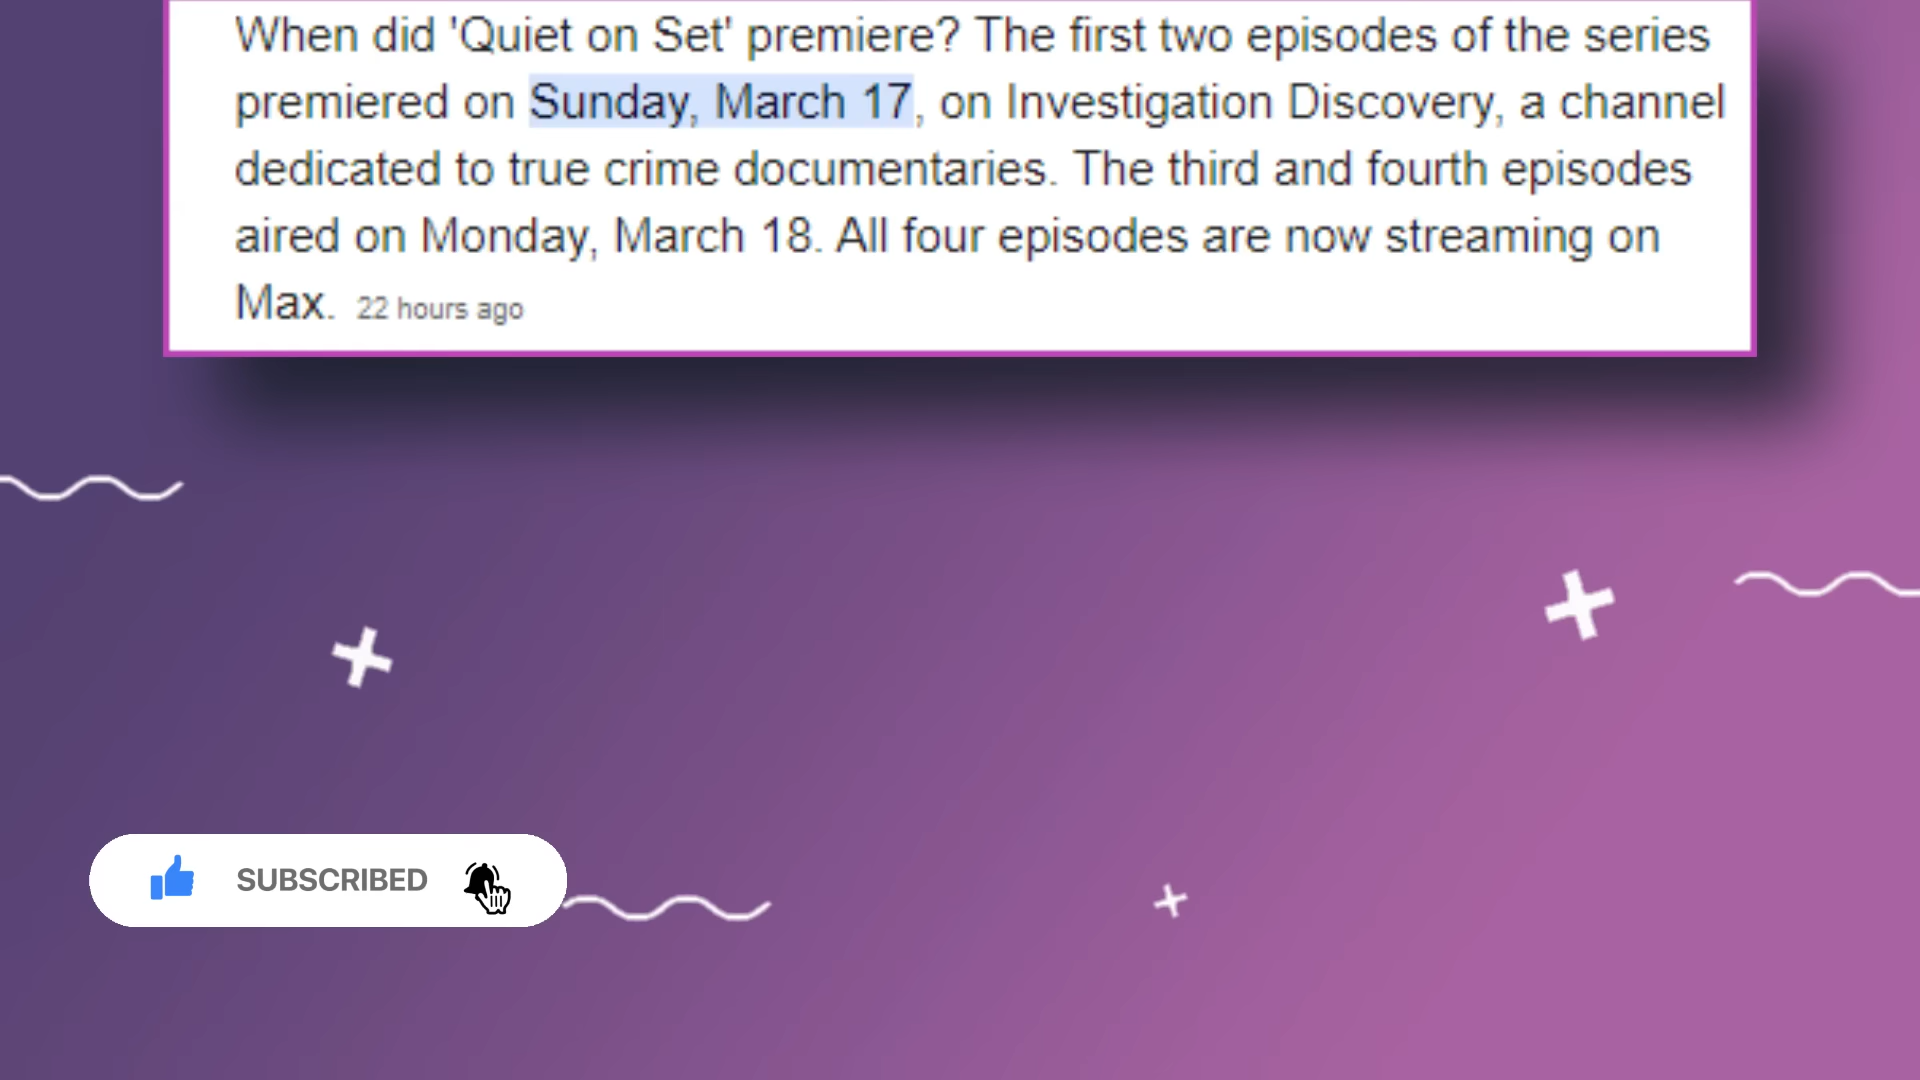 When did 'Quiet on Set' premiere? The first two episodes of the series
premiered on Sunday, March 17, on Investigation Discovery, a channel
dedicated to true crime documentaries. The third and fourth episodes
aired on Monday, March 18. All four episodes are now streaming on
Max. 22 hours ago
SUBSCRIBED